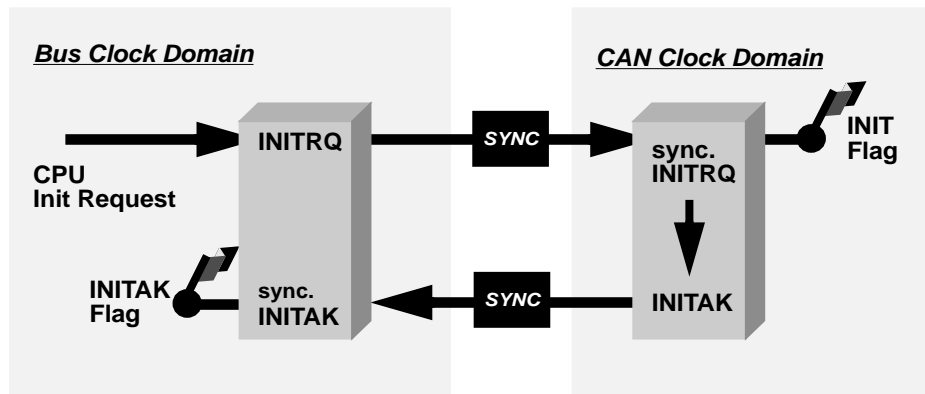 Bus Clock Domain
CAN Clock Domain
INITRQ
SYNC
sync.
INITRQ
INIT
Flag
CPU
Init Request
INITAK
Flag
sync.
INITAK
SYNC
INITAK